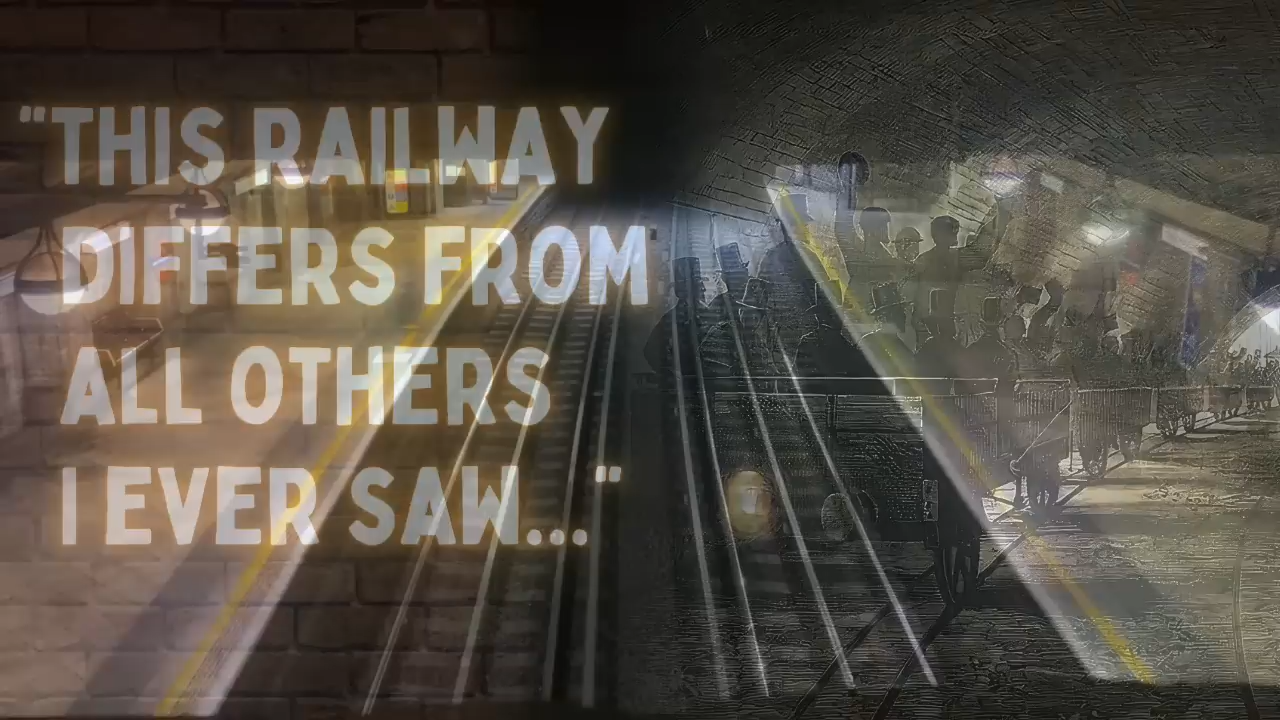 "THIS RAILWAY
DIFFERS FROM
ALL OTHERS
I EVER SAW... "